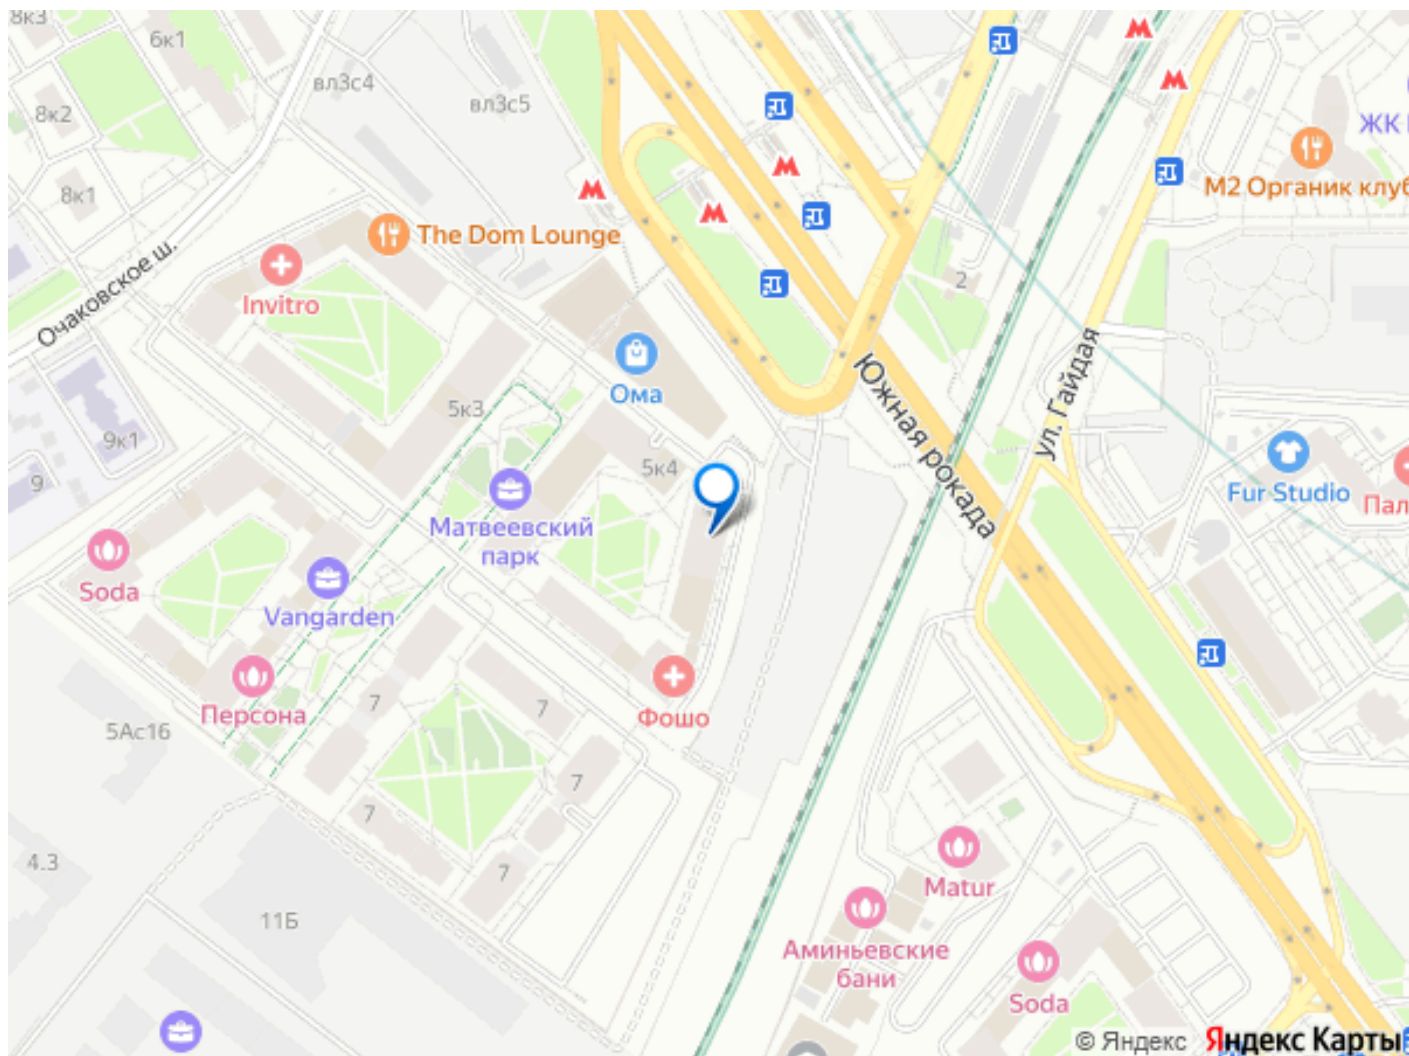 8к3
6к1
вл3с4
вл3с5
8к2
8к1
ЖК
М2 Органик клуб
The Dom Lounge
Очаковское ш.
Invitro
2
Ома
ул. Гайдая
Южная рокада
5к3
9к1
9
5к4
Fur Studio
Пал
Матвеевский
парк
Soda
Vangarden
Персона
5Ас16
7
7
Фошо
7
7
7
4.3
11Б
Matur
Аминьевские
бани
Soda
© Яндекс Яндекс Карты